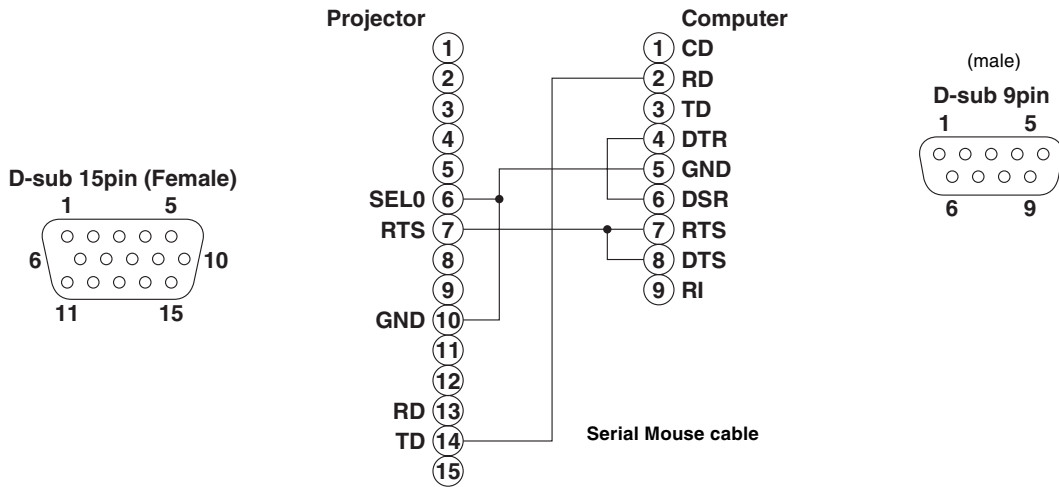 Projector Computer
1 1 CD
2 2 RD
3 3 TD
4 4 DTR
5 5 GND
SEL0 6 6 DSR
RTS 7 7 RTS
8 8 DTS
9 9 RI
GND 10
11
12
RD 13
TD 14
15
Serial Mouse cable
D-sub 15pin (Female)
1 5
6 10
11 15
(male)
D-sub 9pin
1 5
6 9